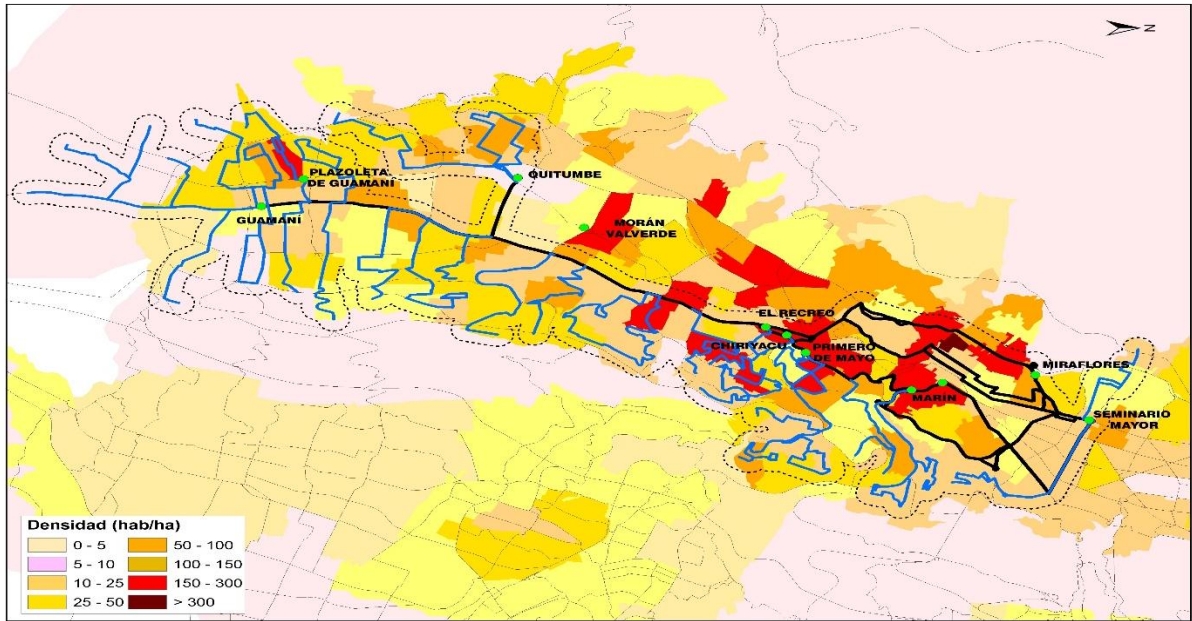 N
PLAZOLETA
DE GUAMANÍ
QUITUMBE
GUAMANÍ
MORÁN
VALVERDE
EL RECREO
CHIRIYACU
PRIMERO
DE MAYO
MIRAFLORES
MARÍN
SEMINARIO
MAYOR
Densidad (hab/ha)
0 - 5
50 - 100
5 - 10
100 - 150
10 - 25
150 - 300
25 - 50
> 300